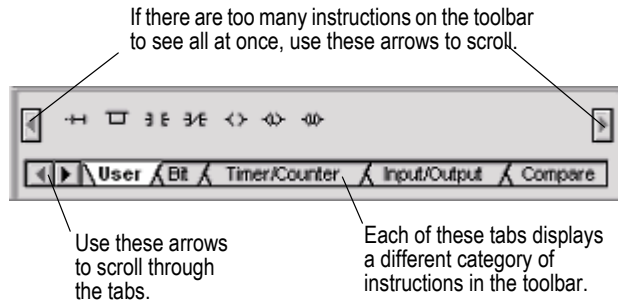 If there are too many instructions on the toolbar
to see all at once, use these arrows to scroll.
User Bit Timer/Counter Input/Output Compare
Use these arrows
to scroll through
the tabs.
Each of these tabs displays
a different category of
instructions in the toolbar.